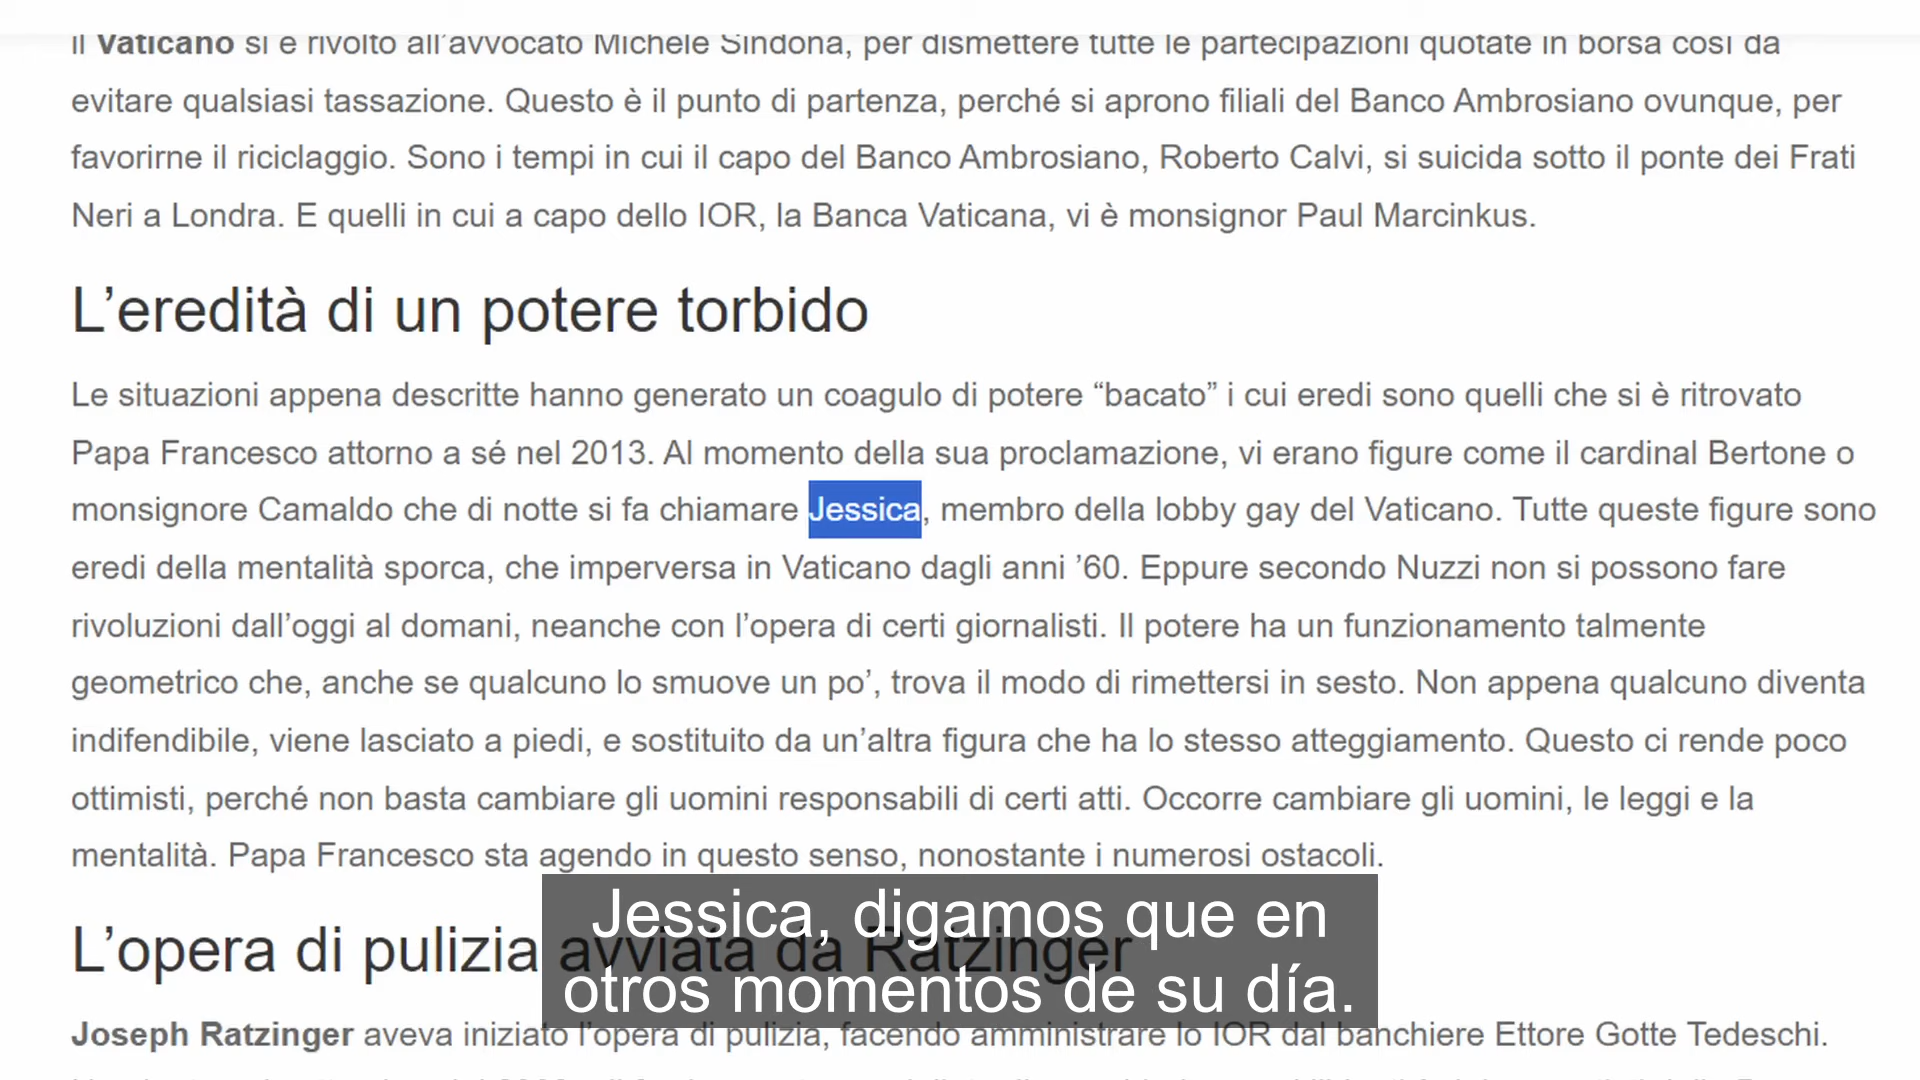 il Vaticano si è rivolto all'avvocato Michele Sindona, per dismettere tutte le partecipazioni quotate in borsa così da
evitare qualsiasi tassazione. Questo è il punto di partenza, perché si aprono filiali del Banco Ambrosiano ovunque, per
favorirne il riciclaggio. Sono i tempi in cui il capo del Banco Ambrosiano, Roberto Calvi, si suicida sotto il ponte dei Frati
Neri a Londra. E quelli in cui a capo dello IOR, la Banca Vaticana, vi è monsignor Paul Marcinkus.
L’eredità di un potere torbido
Le situazioni appena descritte hanno generato un coagulo di potere “bacato” i cui eredi sono quelli che si è ritrovato
Papa Francesco attorno a sé nel 2013. Al momento della sua proclamazione, vi erano figure come il cardinal Bertone o
monsignore Camaldo che di notte si fa chiamare Jessica, membro della lobby gay del Vaticano. Tutte queste figure sono
eredi della mentalità sporca, che imperversa in Vaticano dagli anni ’60. Eppure secondo Nuzzi non si possono fare
rivoluzioni dall’oggi al domani, neanche con l’opera di certi giornalisti. Il potere ha un funzionamento talmente
geometrico che, anche se qualcuno lo smuove un po’, trova il modo di rimettersi in sesto. Non appena qualcuno diventa
indifendibile, viene lasciato a piedi, e sostituito da un’altra figura che ha lo stesso atteggiamento. Questo ci rende poco
ottimisti, perché non basta cambiare gli uomini responsabili di certi atti. Occorre cambiare gli uomini, le leggi e la
mentalità. Papa Francesco sta agendo in questo senso, nonostante i numerosi ostacoli.
L’opera di pulizia avviata da Ratzinger
Jessica, digamos que en
otros momentos de su día.
Joseph Ratzinger aveva iniziato l’opera di pulizia, facendo amministrare lo IOR dal banchiere Ettore Gotte Tedeschi.